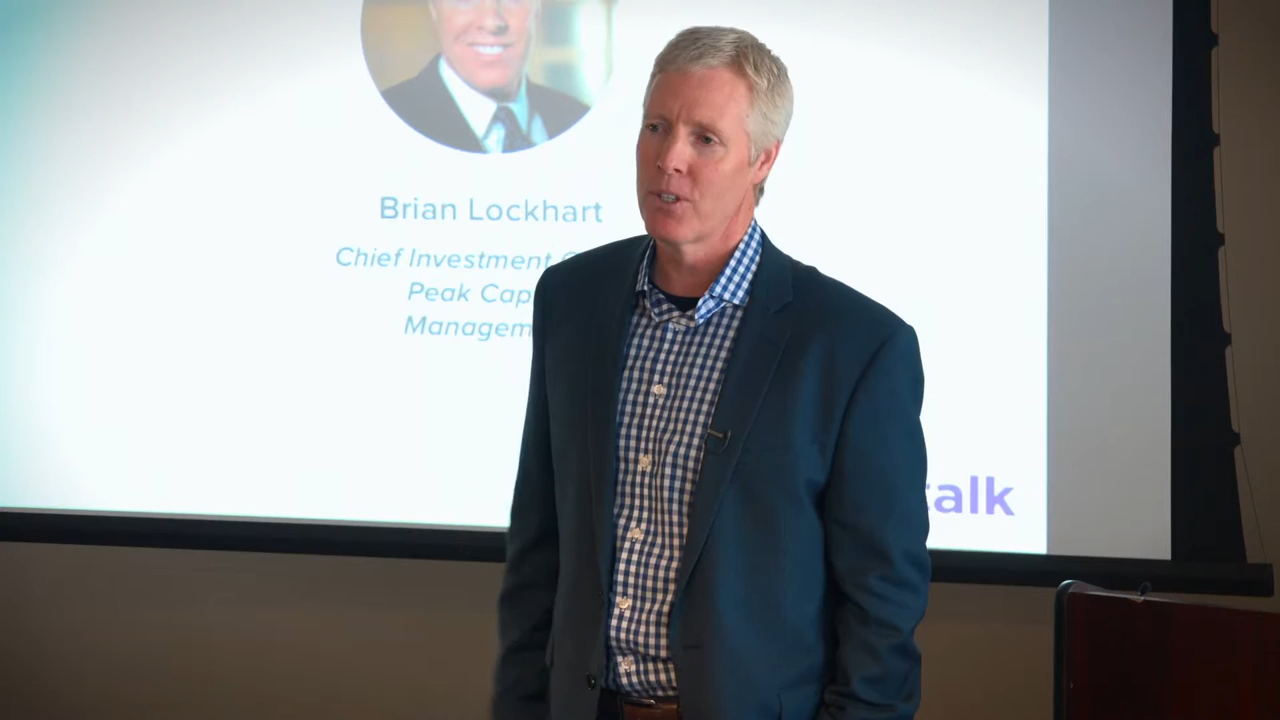 Brian Lockhart
Chief Investment
Peak Cap
Managem
talk